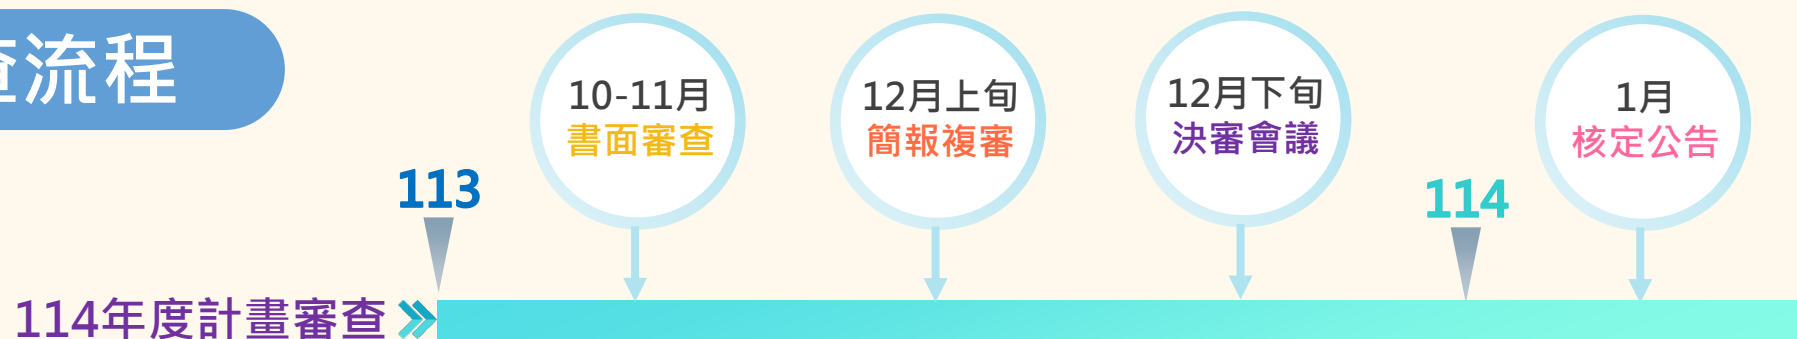 查流程
10-11月
書面審查
12月上旬
簡報複審
12月下旬
決審會議
1月
核定公告
113
114
114年度計畫審查